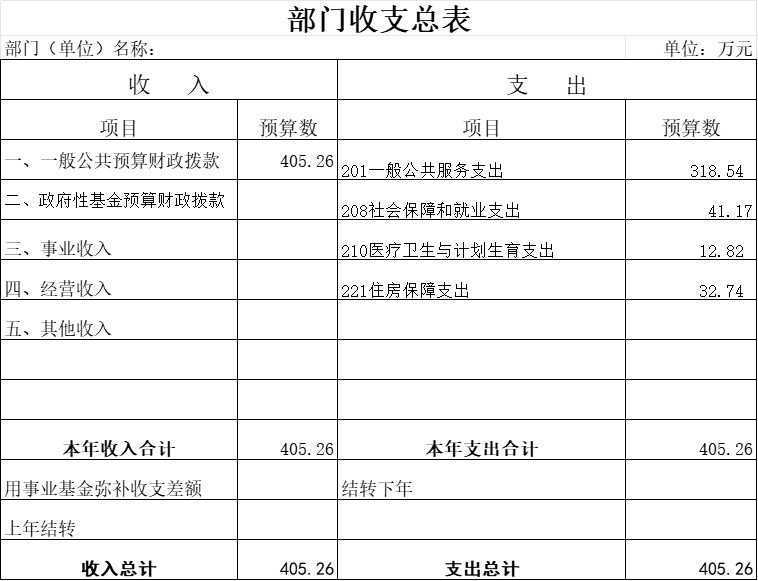 部门收支总表
部门（单位）名称： 单位：万元
收 入 支 出
项目 预算数 项目 预算数
一、一般公共预算财政拨款 405.26 201一般公共服务支出 318.54
二、政府性基金预算财政拨款 208社会保障和就业支出 41.17
三、事业收入 210医疗卫生与计划生育支出 12.82
四、经营收入 221住房保障支出 32.74
五、其他收入
本年收入合计 405.26 本年支出合计 405.26
用事业基金弥补收支差额 结转下年
上年结转
收入总计 405.26 支出总计 405.26